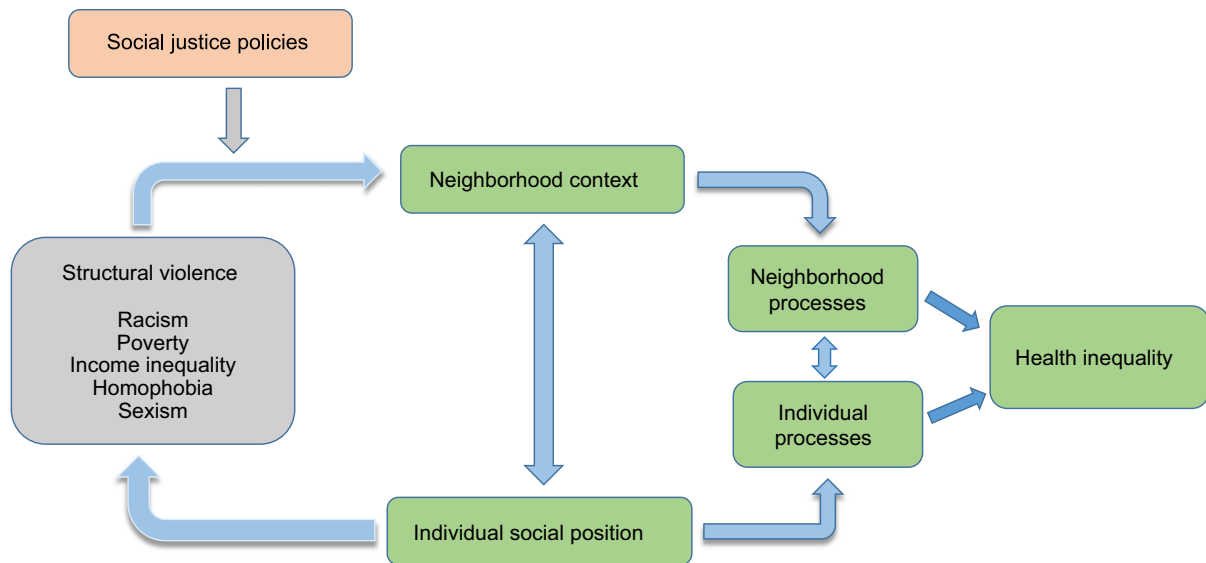 Social justice policies
Neighborhood context
Structural violence
Racism
Poverty
Income inequality
Homophobia
Sexism
Neighborhood
processes
Individual
processes
Health inequality
Individual social position